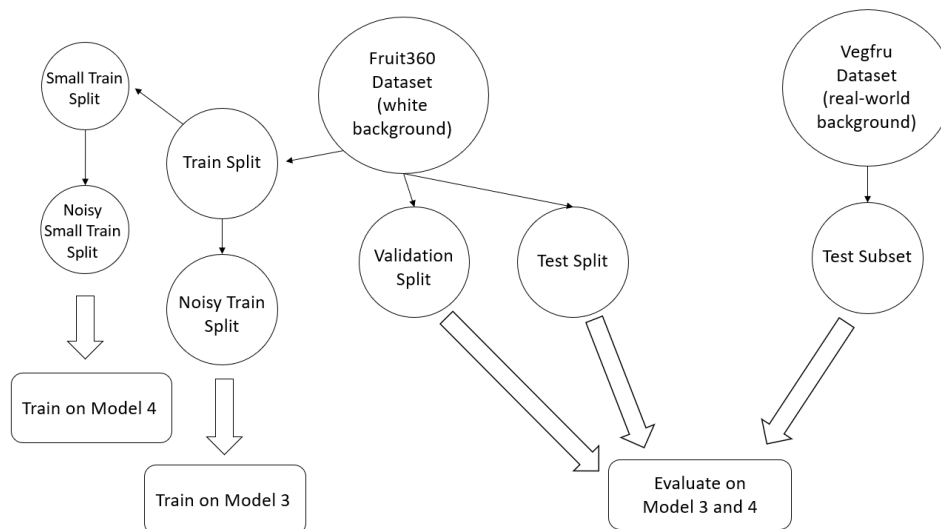 Fruit360
Dataset
(white
background)
Vegfru
Dataset
(real-world
background)
Small Train
Split
Train Split
Noisy
Small Train
Split
Validation
Split
Test Split
Test Subset
Noisy Train
Split
Train on Model 4
Train on Model 3
Evaluate on
Model 3 and 4